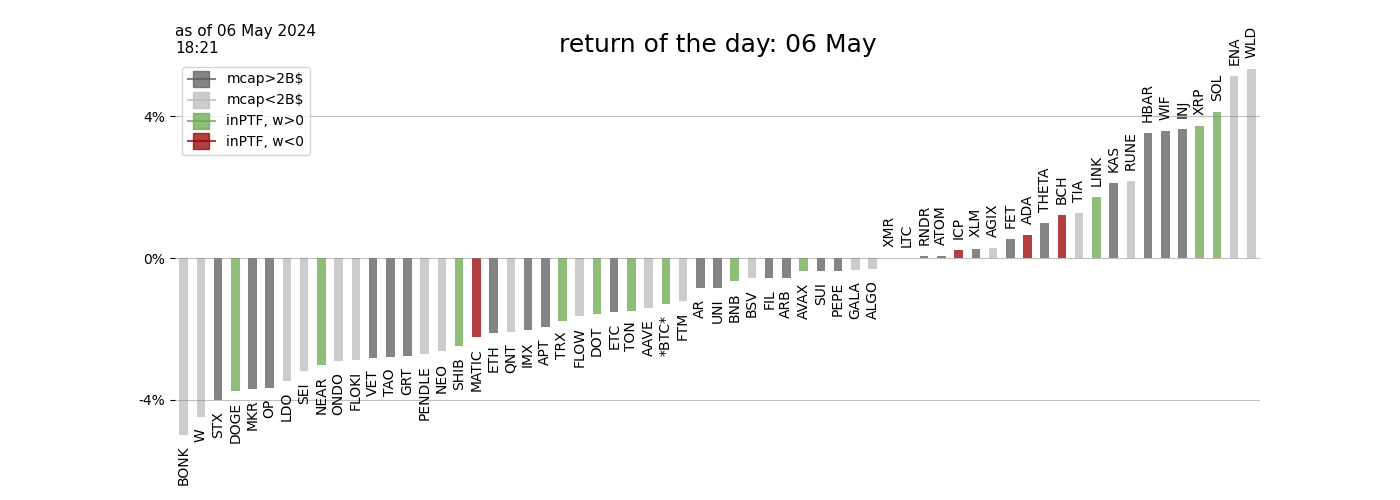 as of 06 May 2024
18:21
return of the day: 06 May
mcap>2B$
mcap<2B$
inPTF, w>0
inPTF, w<0
4%
0%
-4%
BONK
W
STX
DOGE
MKR
OP
LDO
SEI
NEAR
ONDO
FLOKI
VET
TAO
GRT
PENDLE
NEO
SHIB
MATIC
ETH
QNT
IMX
APT
TRX
FLOW
DOT
ETC
TON
AAVE
*BTC*
FTM
AR
UNI
BNB
BSV
FIL
ARB
AVAX
SUI
PEPE
GALA
ALGO
XMR
LTC
RNDR
ATOM
ICP
XLM
AGIX
FET
ADA
THETA
BCH
TIA
LINK
KAS
RUNE
HBAR
WIF
INJ
XRP
SOL
ENA
WLD